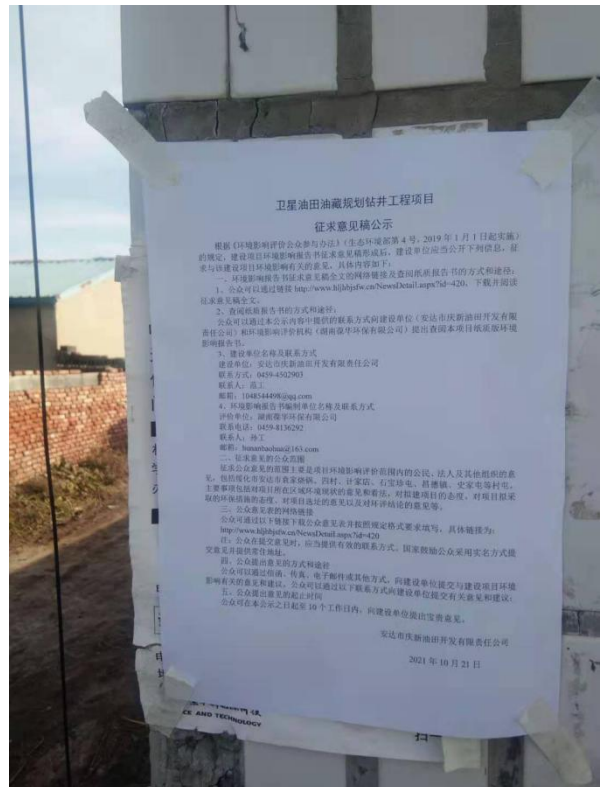 卫星油田油藏规划钻井工程项目
征求意见稿公示
根据《环境影响评价公众参与办法》（生态环境部第4号，2019年1月1日起实施）
的规定，建设项目环境影响报告书征求意见稿形成后，建设单位应当公开下列信息，征
求与该建设项目环境影响有关的意见，具体内容如下：
一、环境影响报告书征求意见稿全文的网络链接及查阅纸质报告书的方式和途径：
1、公众可以通过链接 http://www.hljhbjsfw.cn/NewsDetail.aspx?id=420，下载并阅读
征求意见稿全文。
2、查阅纸质报告书的方式和途径：
公众可以通过本公示内容中提供的联系方式向建设单位（安达市庆新油田开发有限
责任公司）和环境影响评价机构（湖南葆华环保有限公司）提出查阅本项目纸质版环境
影响报告书。
3、建设单位名称及联系方式
建设单位：安达市庆新油田开发有限责任公司
联系方式：0459-4502903
联系人：范工
邮箱：1048544498@qq.com
4、环境影响报告书编制单位名称及联系方式
评价单位：湖南葆华环保有限公司
联系电话：0459-8136292
联系人：孙工
邮箱：hunanbaohua@163.com
二、征求意见的公众范围
征求公众意见的范围主要是项目环境影响评价范围内的公民、法人及其他组织的意
见，包括绥化市安达市袁家烧锅、四村、计家店、石宝珍屯、昌德镇、史家屯等村屯。
主要事项包括对项目所在区域环境现状的意见和看法，对拟建项目的态度，对项目拟采
取的环保措施的态度、对项目选址的意见以及对环评结论的意见等。
三、公众意见表的网络链接
公众可通过以下链接下载公众意见表并按照规定格式要求填写，具体链接为：
http://www.hljhbjsfw.cn/NewsDetail.aspx?id=420
注：公众在提交意见时，应当提供有效的联系方式。国家鼓励公众采用实名方式提
交意见并提供常住地址。
四、公众提出意见的方式和途径
公众可以通过信函、传真、电子邮件或其他方式，向建设单位提交与建设项目环境
影响有关的意见和建议。公众可以通过以下联系方式向建设单位提交有关意见和建议：
五、公众提出意见的起止时间
公众可在本公示之日起至10个工作日内，向建设单位提出宝贵意见。
安达市庆新油田开发有限责任公司
2021年10月21日
CE AND TECHNOLOGY
扫一